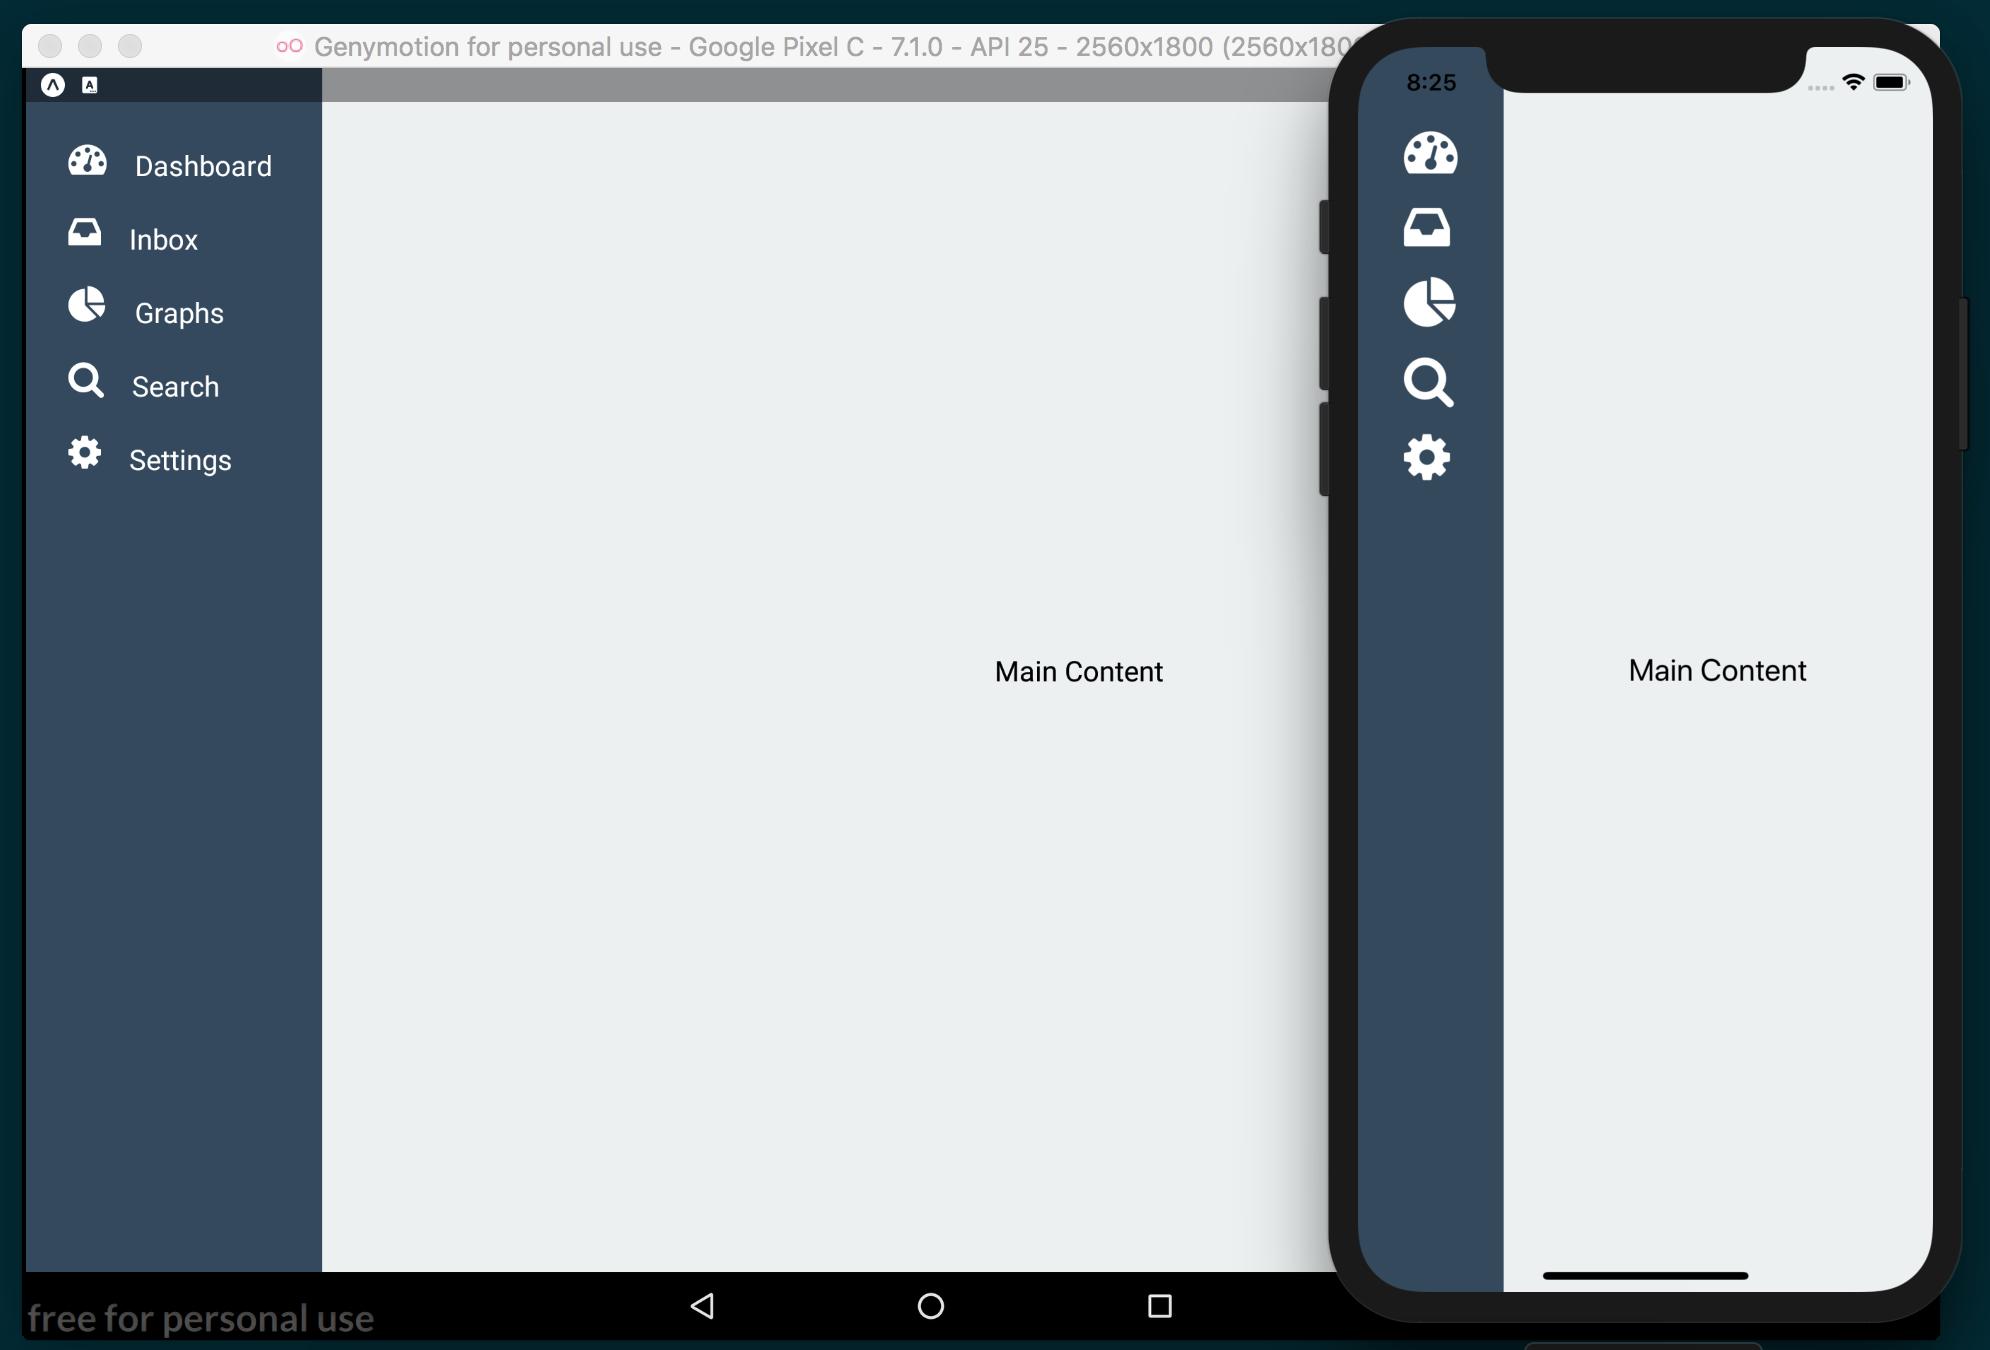 Genymotion for personal use - Google Pixel C - 7.1.0 - API 25 - 2560x1800 (2560x180
A
Dashboard
Inbox
Graphs
Search
Settings
Main Content
free for personal use
8:25
Main Content